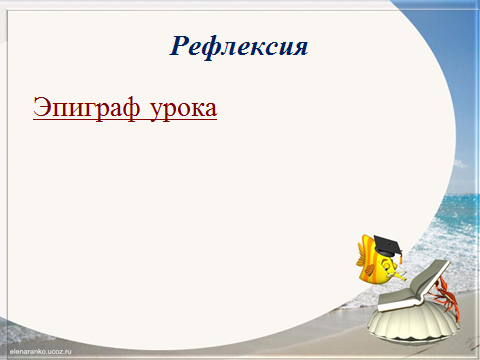 Рефлексия
Эпиграф урока
elenaranko.ucoz.ru